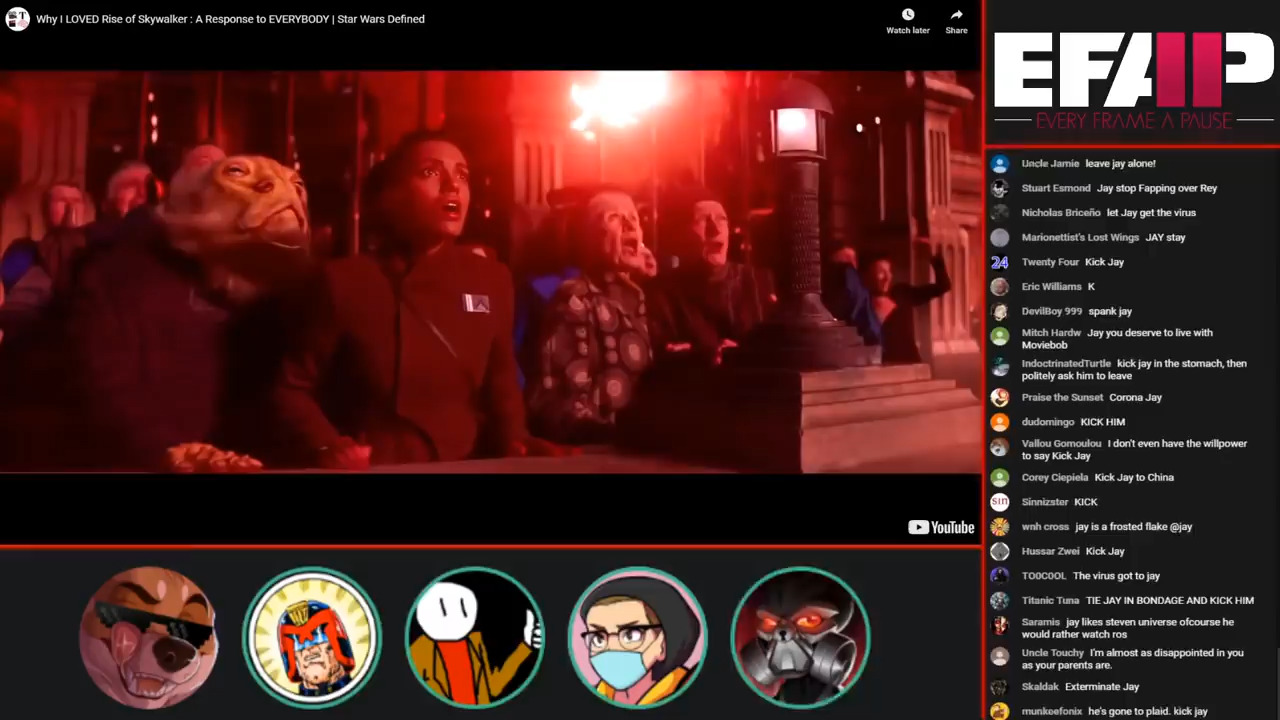 Why I LOVED Rise of Skywalker : A Response to EVERYBODY | Star Wars Defined
Watch later
Share
YouTube
EFAP
EVERY FRAME A PAUSE
Uncle Jamie leave jay alone!
Stuart Esmond Jay stop Fapping over Rey
Nicholas Briceño let Jay get the virus
Marionettist's Lost Wings JAY stay
24 Twenty Four Kick Jay
Eric Williams K
DevilBoy 999 spank jay
Mitch Hardw Jay you deserve to live with
Moviebob
IndoctrinatedTurtle kick jay in the stomach, then
politely ask him to leave
Praise the Sunset Corona Jay
dudomingo KICK HIM
Vallou Gomoulou I don't even have the willpower
to say Kick Jay
Corey Ciepiela Kick Jay to China
sin Sinnizster KICK
wnh cross jay is a frosted flake @jay
Hussar Zwei Kick Jay
TO0C0OL The virus got to jay
Titanic Tuna TIE JAY IN BONDAGE AND KICK HIM
Saramis jay likes steven universe ofcourse he
would rather watch ros
Uncle Touchy I'm almost as disappointed in you
as your parents are.
Skaldak Exterminate Jay
munkeefonix he's gone to plaid. kick jay